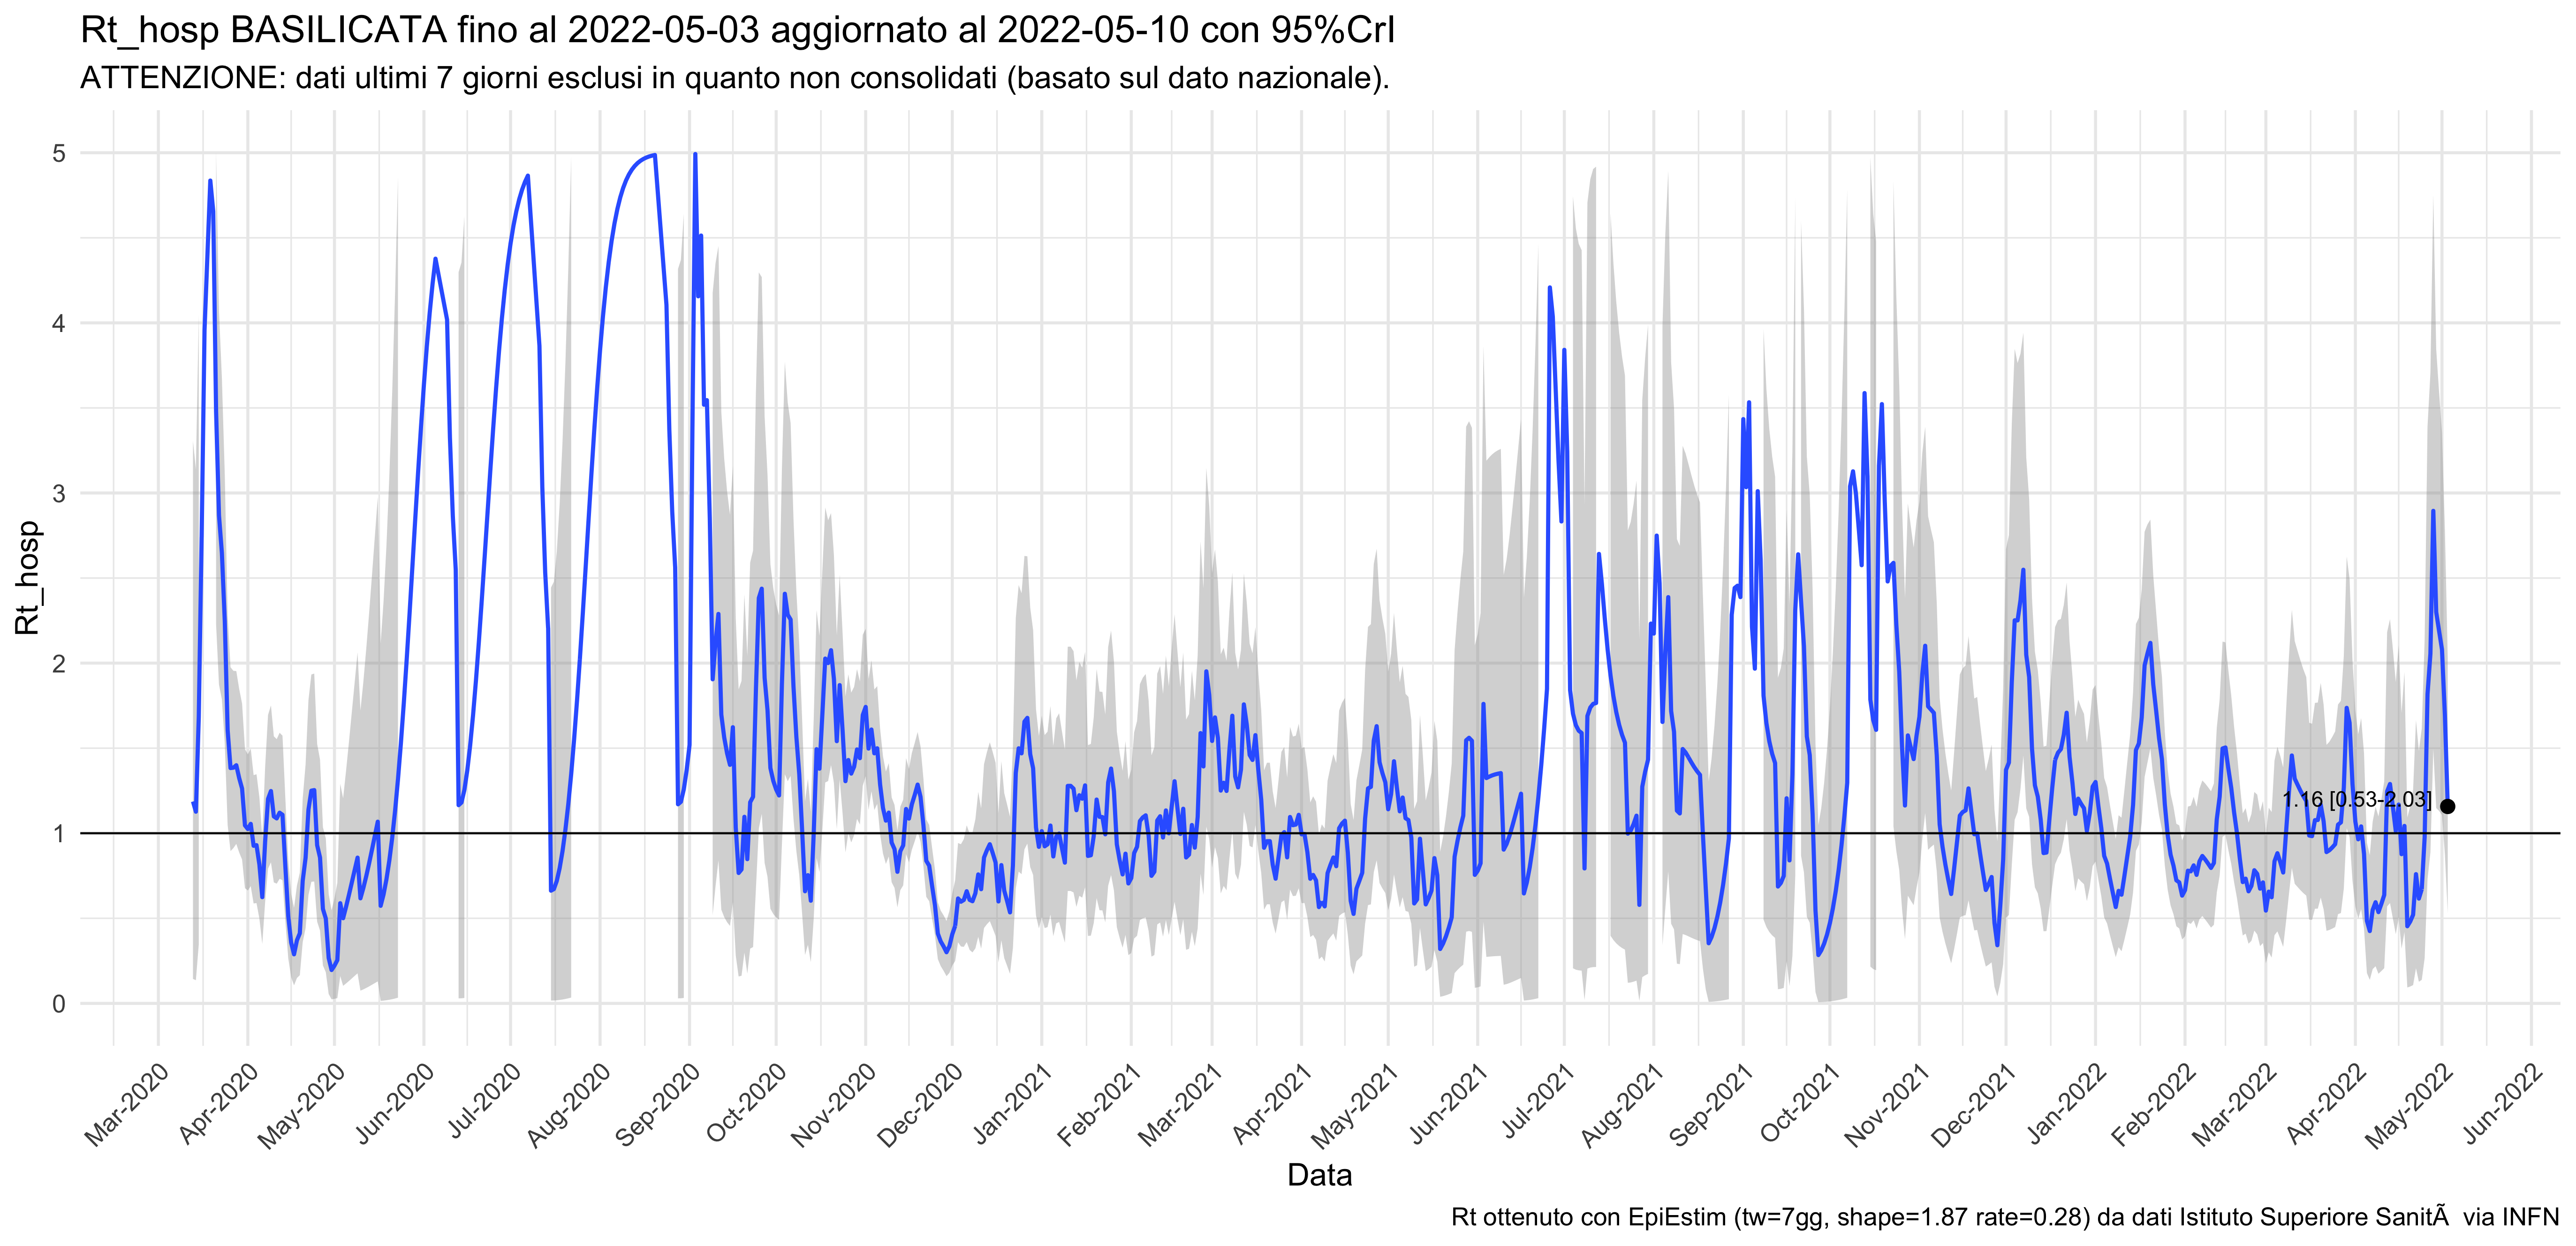 Rt_hosp BASILICATA fino al 2022-05-03 aggiornato al 2022-05-10 con 95%CrI
ATTENZIONE: dati ultimi 7 giorni esclusi in quanto non consolidati (basato sul dato nazionale).
Rt_hosp
5
4
3
2
1
0
1.16 [0.53-2.03]
Mar-2020
Apr-2020
May-2020
Jun-2020
Jul-2020
Aug-2020
Sep-2020
Oct-2020
Nov-2020
Dec-2020
Jan-2021
Feb-2021
Mar-2021
Apr-2021
May-2021
Jun-2021
Jul-2021
Aug-2021
Sep-2021
Oct-2021
Nov-2021
Dec-2021
Jan-2022
Feb-2022
Mar-2022
Apr-2022
May-2022
Jun-2022
Data
Rt ottenuto con EpiEstim (tw=7gg, shape=1.87 rate=0.28) da dati Istituto Superiore SanitÃ  via INFN